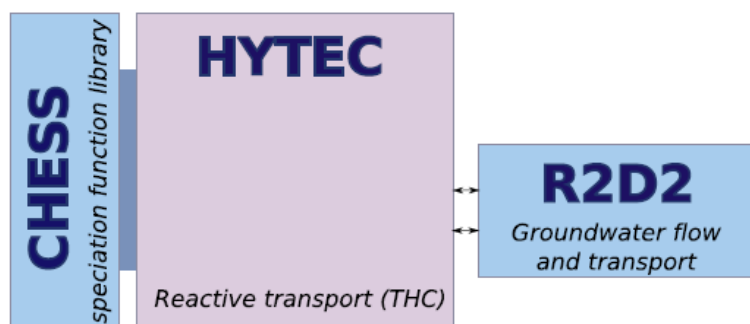 CHESS
speciation function library
HYTEC
Reactive transport (THC)
R2D2
Groundwater flow
and transport